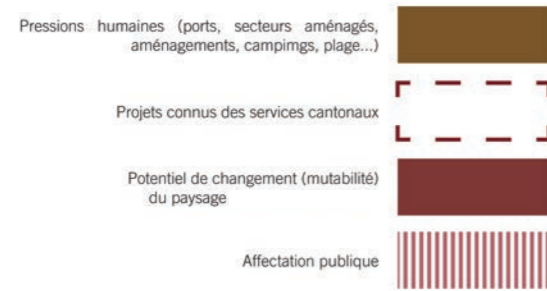 Pressions humaines (ports, secteurs aménagés,
aménagements, campimgs, plage...)
Projets connus des services cantonaux
Potentiel de changement (mutabilité)
du paysage
Affectation publique